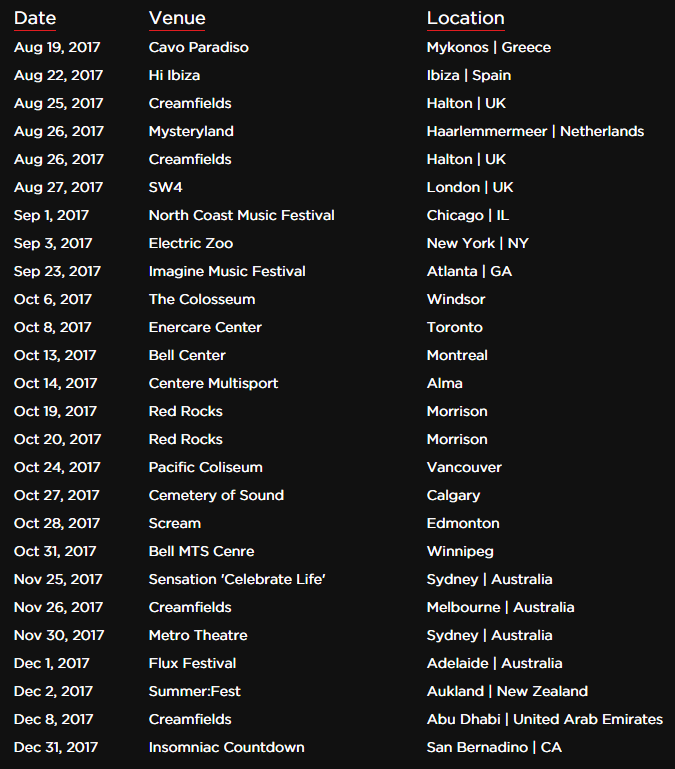 Date Venue Location
Aug 19, 2017 Cavo Paradiso Mykonos | Greece
Aug 22, 2017 Hi Ibiza Ibiza | Spain
Aug 25, 2017 Creamfields Halton | UK
Aug 26, 2017 Mysteryland Haarlemmermeer | Netherlands
Aug 26, 2017 Creamfields Halton | UK
Aug 27, 2017 SW4 London | UK
Sep 1, 2017 North Coast Music Festival Chicago | IL
Sep 3, 2017 Electric Zoo New York | NY
Sep 23, 2017 Imagine Music Festival Atlanta | GA
Oct 6, 2017 The Colosseum Windsor
Oct 8, 2017 Enercare Center Toronto
Oct 13, 2017 Bell Center Montreal
Oct 14, 2017 Centere Multisport Alma
Oct 19, 2017 Red Rocks Morrison
Oct 20, 2017 Red Rocks Morrison
Oct 24, 2017 Pacific Coliseum Vancouver
Oct 27, 2017 Cemetery of Sound Calgary
Oct 28, 2017 Scream Edmonton
Oct 31, 2017 Bell MTS Cenre Winnipeg
Nov 25, 2017 Sensation 'Celebrate Life' Sydney | Australia
Nov 26, 2017 Creamfields Melbourne | Australia
Nov 30, 2017 Metro Theatre Sydney | Australia
Dec 1, 2017 Flux Festival Adelaide | Australia
Dec 2, 2017 Summer:Fest Aukland | New Zealand
Dec 8, 2017 Creamfields Abu Dhabi | United Arab Emirates
Dec 31, 2017 Insomniac Countdown San Bernadino | CA